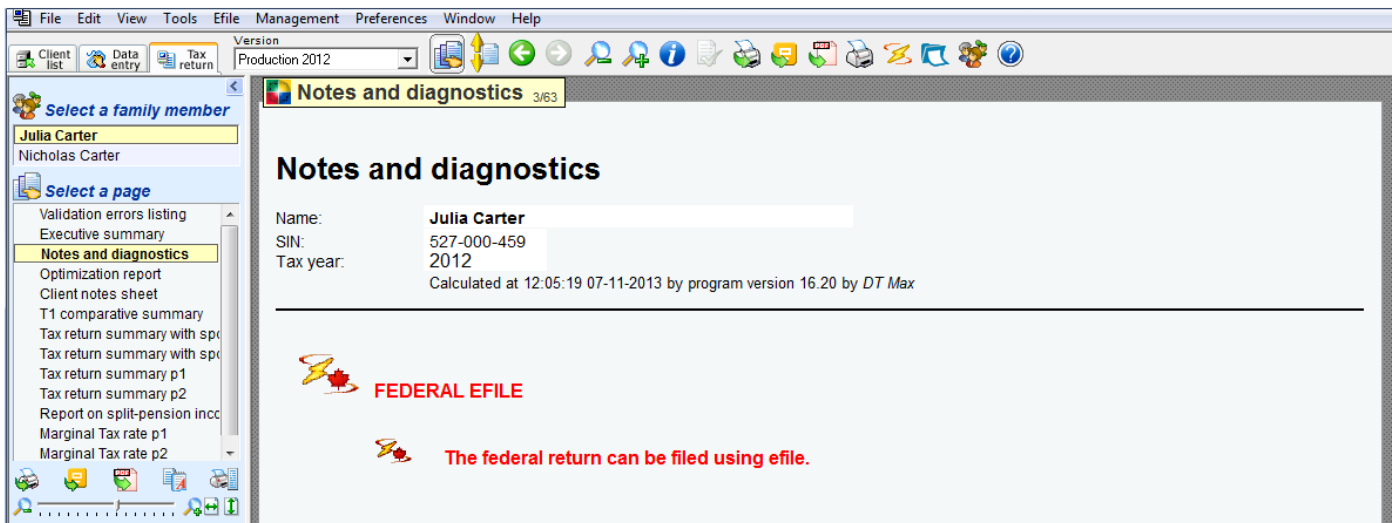 File Edit View Tools Efile Management Preferences Window Help
Client list
Data entry
Tax return
Version
Production 2012
Select a family member
Julia Carter
Nicholas Carter
Select a page
Validation errors listing
Executive summary
Notes and diagnostics
Optimization report
Client notes sheet
T1 comparative summary
Tax return summary with spo
Tax return summary with spo
Tax return summary p1
Tax return summary p2
Report on split-pension inco
Marginal Tax rate p1
Marginal Tax rate p2
Notes and diagnostics 3/63
Notes and diagnostics
Name: Julia Carter
SIN: 527-000-459
Tax year: 2012
Calculated at 12:05:19 07-11-2013 by program version 16.20 by DT Max
FEDERAL EFILE
The federal return can be filed using efile.